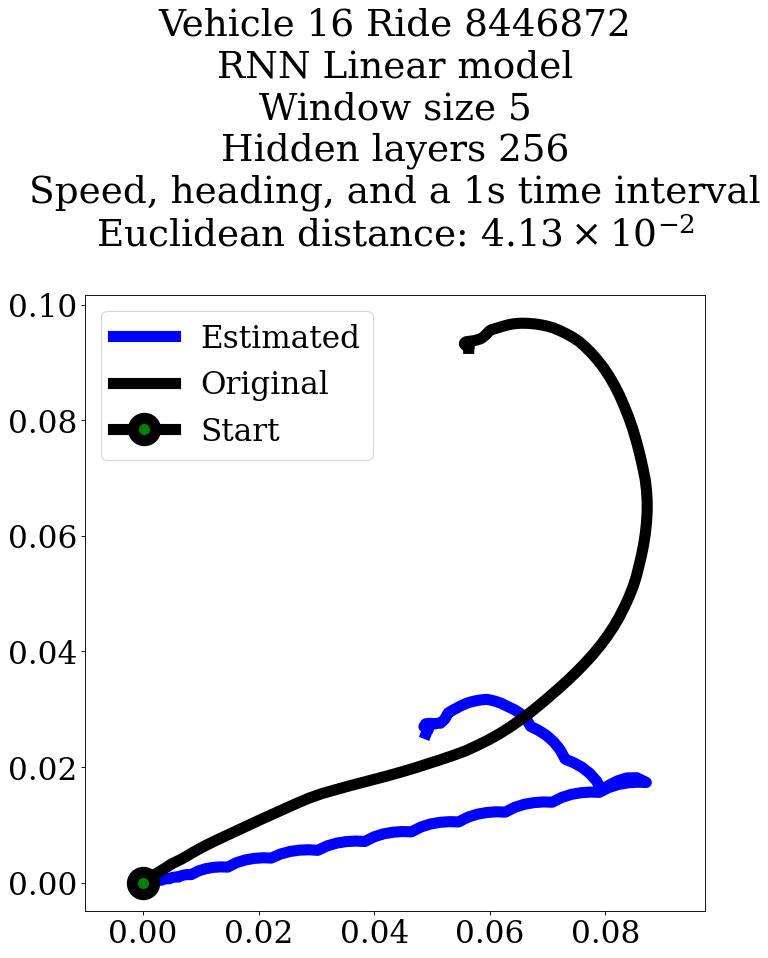 Vehicle 16 Ride 8446872
RNN Linear model
Window size 5
Hidden layers 256
Speed, heading, and a 1s time interval
Euclidean distance: 4.13 × 10⁻²
0.10
0.08
0.06
0.04
0.02
0.00
Estimated
Original
Start
0.00 0.02 0.04 0.06 0.08